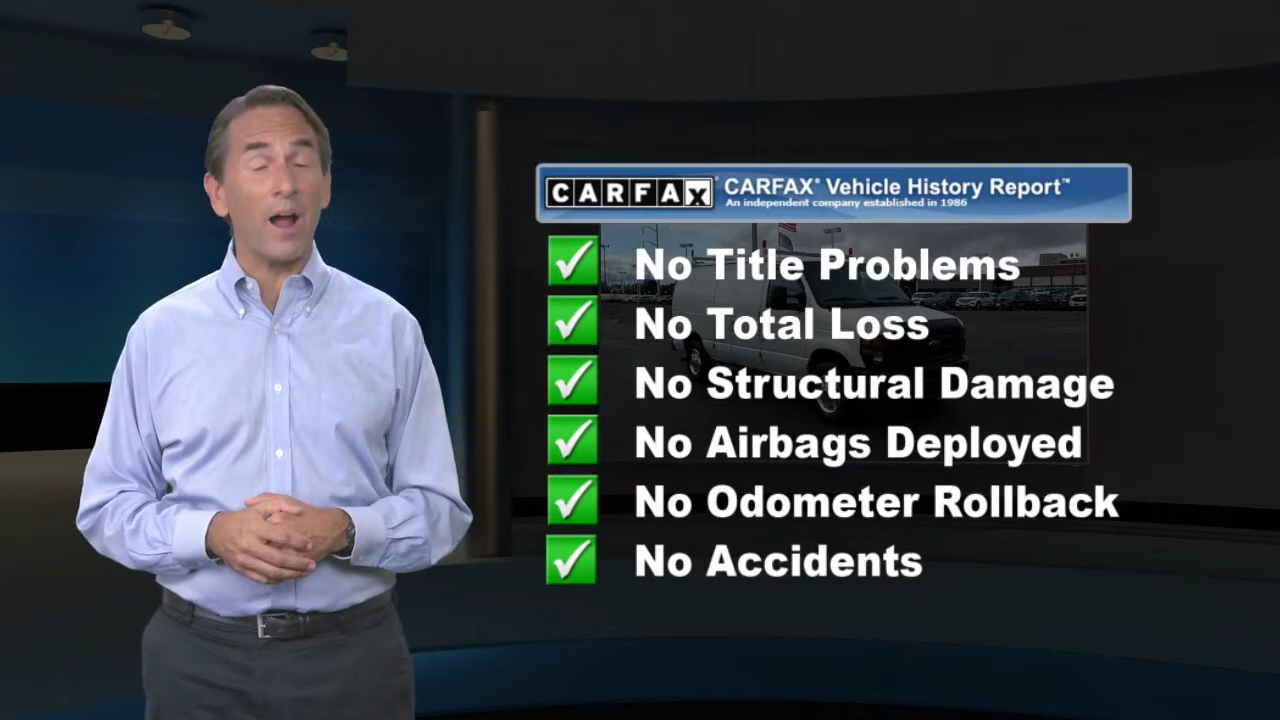 CARFAX
CARFAX® Vehicle History Report™
An independent company established in 1986
No Title Problems
No Total Loss
No Structural Damage
No Airbags Deployed
No Odometer Rollback
No Accidents